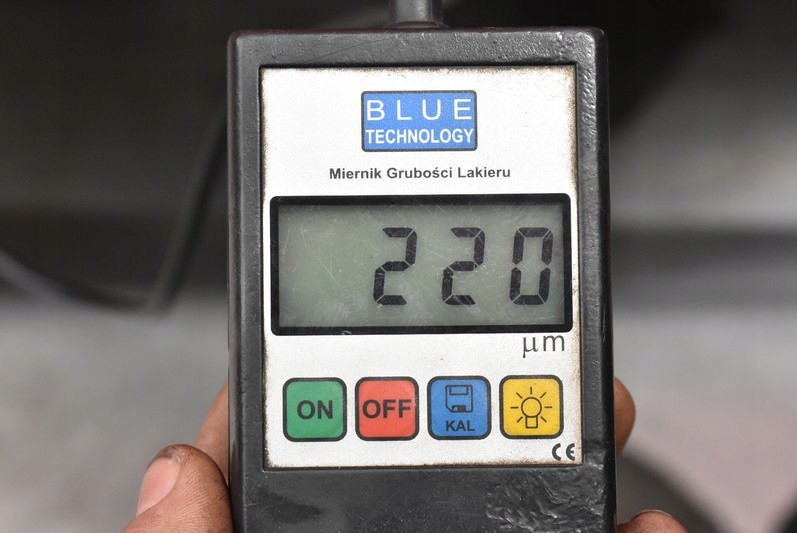 BLUE
TECHNOLOGY
Miernik Grubości Lakieru
220
μm
ON OFF KAL
CE